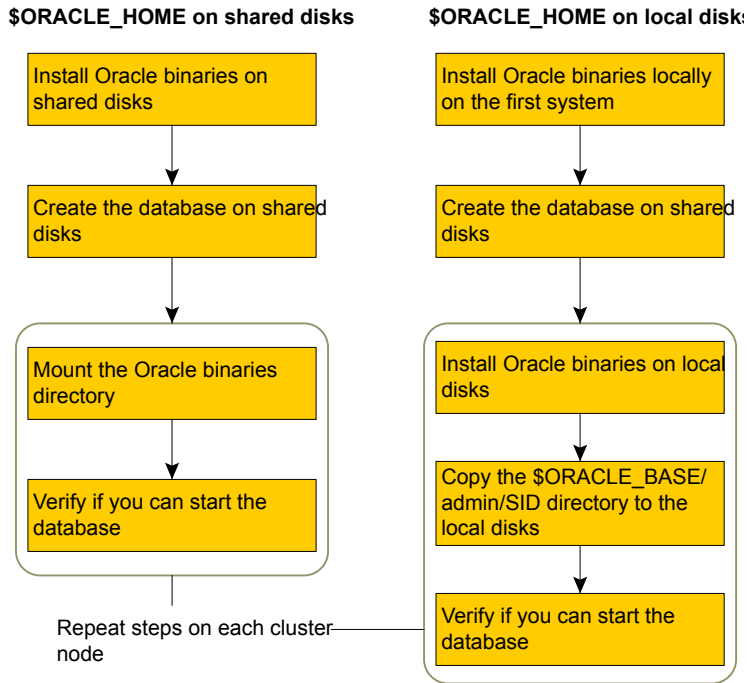 $ORACLE_HOME on shared disks
Install Oracle binaries on
shared disks
Create the database on shared
disks
Mount the Oracle binaries
directory
Verify if you can start the
database
$ORACLE_HOME on local disks
Install Oracle binaries locally
on the first system
Create the database on shared
disks
Install Oracle binaries on local
disks
Copy the $ORACLE_BASE/
admin/SID directory to the
local disks
Verify if you can start the
database
Repeat steps on each cluster
node